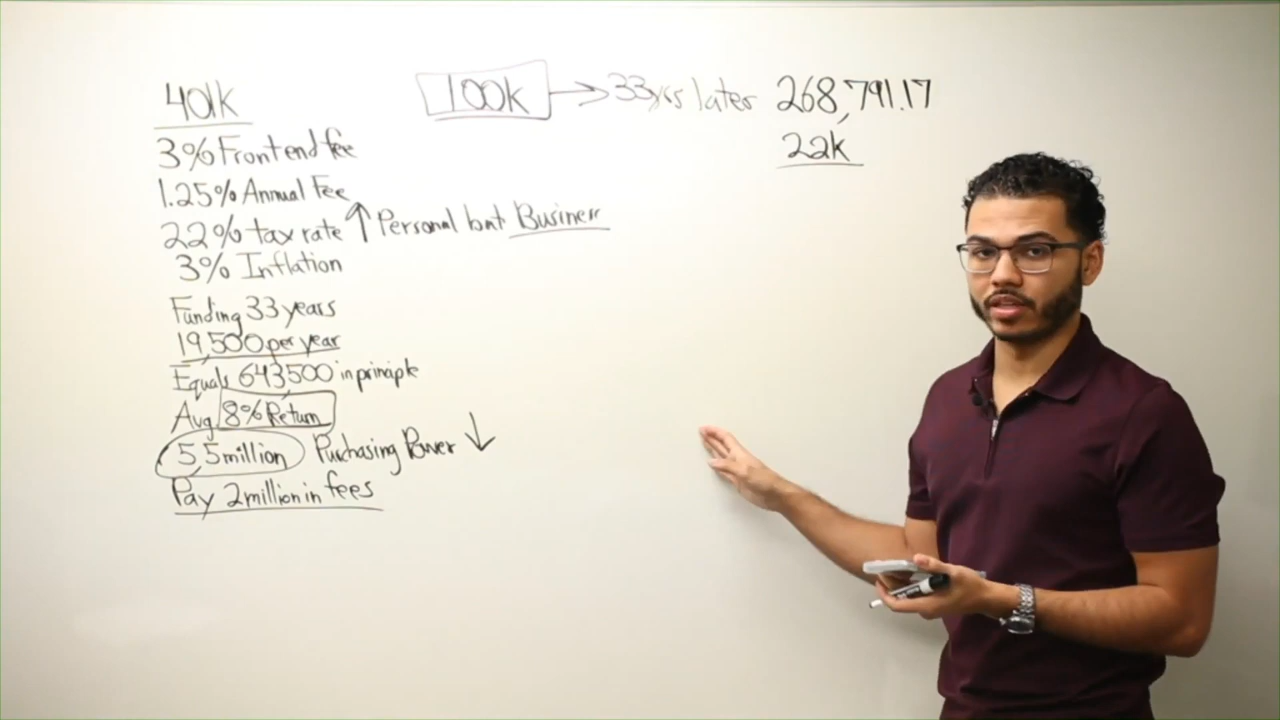 401k
3% Front end fee
1.25% Annual Fee
22% tax rate ↑ Personal but Business
3% Inflation
Funding 33 years
19,500 per year
Equals 643500 in principle
Avg 8% Return
5,5 million Purchasing Power ↓
Pay 2 million in fees
100k → 33yrs later 268,791.17
22k